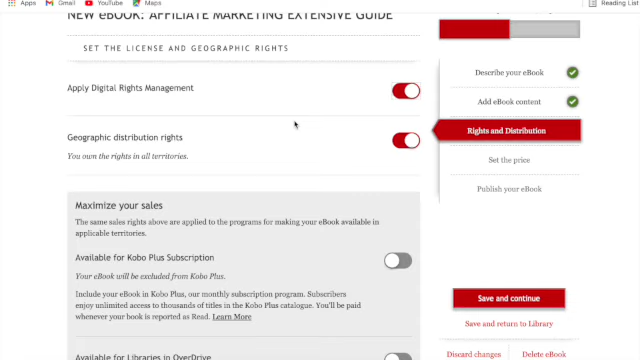 Apps
Gmail
YouTube
Maps
Reading List
NEW EBOOK: AFFILIATE MARKETING EXTENSIVE GUIDE
SET THE LICENSE AND GEOGRAPHIC RIGHTS
Apply Digital Rights Management
Geographic distribution rights
You own the rights in all territories.
Maximize your sales
The same sales rights above are applied to the programs for making your eBook available in
applicable territories.
Available for Kobo Plus Subscription
Your eBook will be excluded from Kobo Plus.
Include your eBook in Kobo Plus, our monthly subscription program. Subscribers
enjoy unlimited access to thousands of titles in the Kobo Plus catalogue. You'll be paid
whenever your book is reported as Read. Learn More
Available for Libraries in OverDrive
Describe your eBook
Add eBook content
Rights and Distribution
Set the price
Publish your eBook
Save and continue
Save and return to Library
Discard changes
Delete eBook